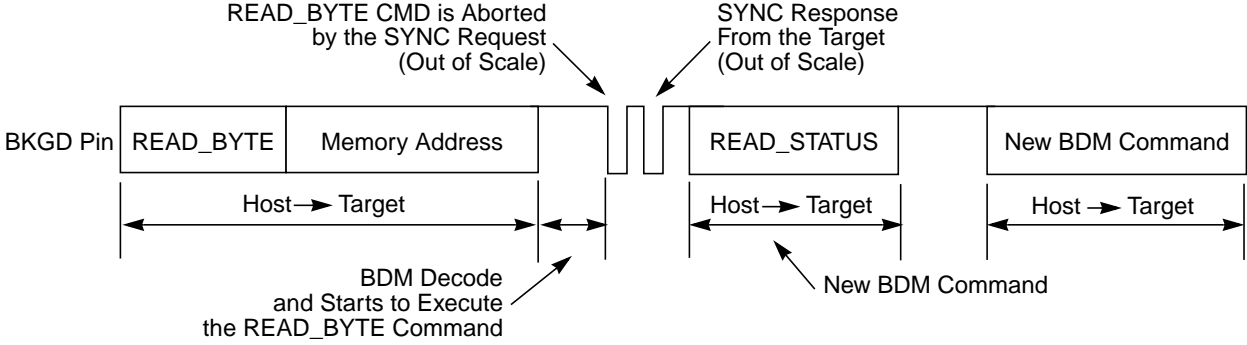 READ_BYTE CMD is Aborted
by the SYNC Request
(Out of Scale)
SYNC Response
From the Target
(Out of Scale)
BKGD Pin
READ_BYTE
Memory Address
READ_STATUS
New BDM Command
Host Target
Host Target
Host Target
BDM Decode
and Starts to Execute
the READ_BYTE Command
New BDM Command